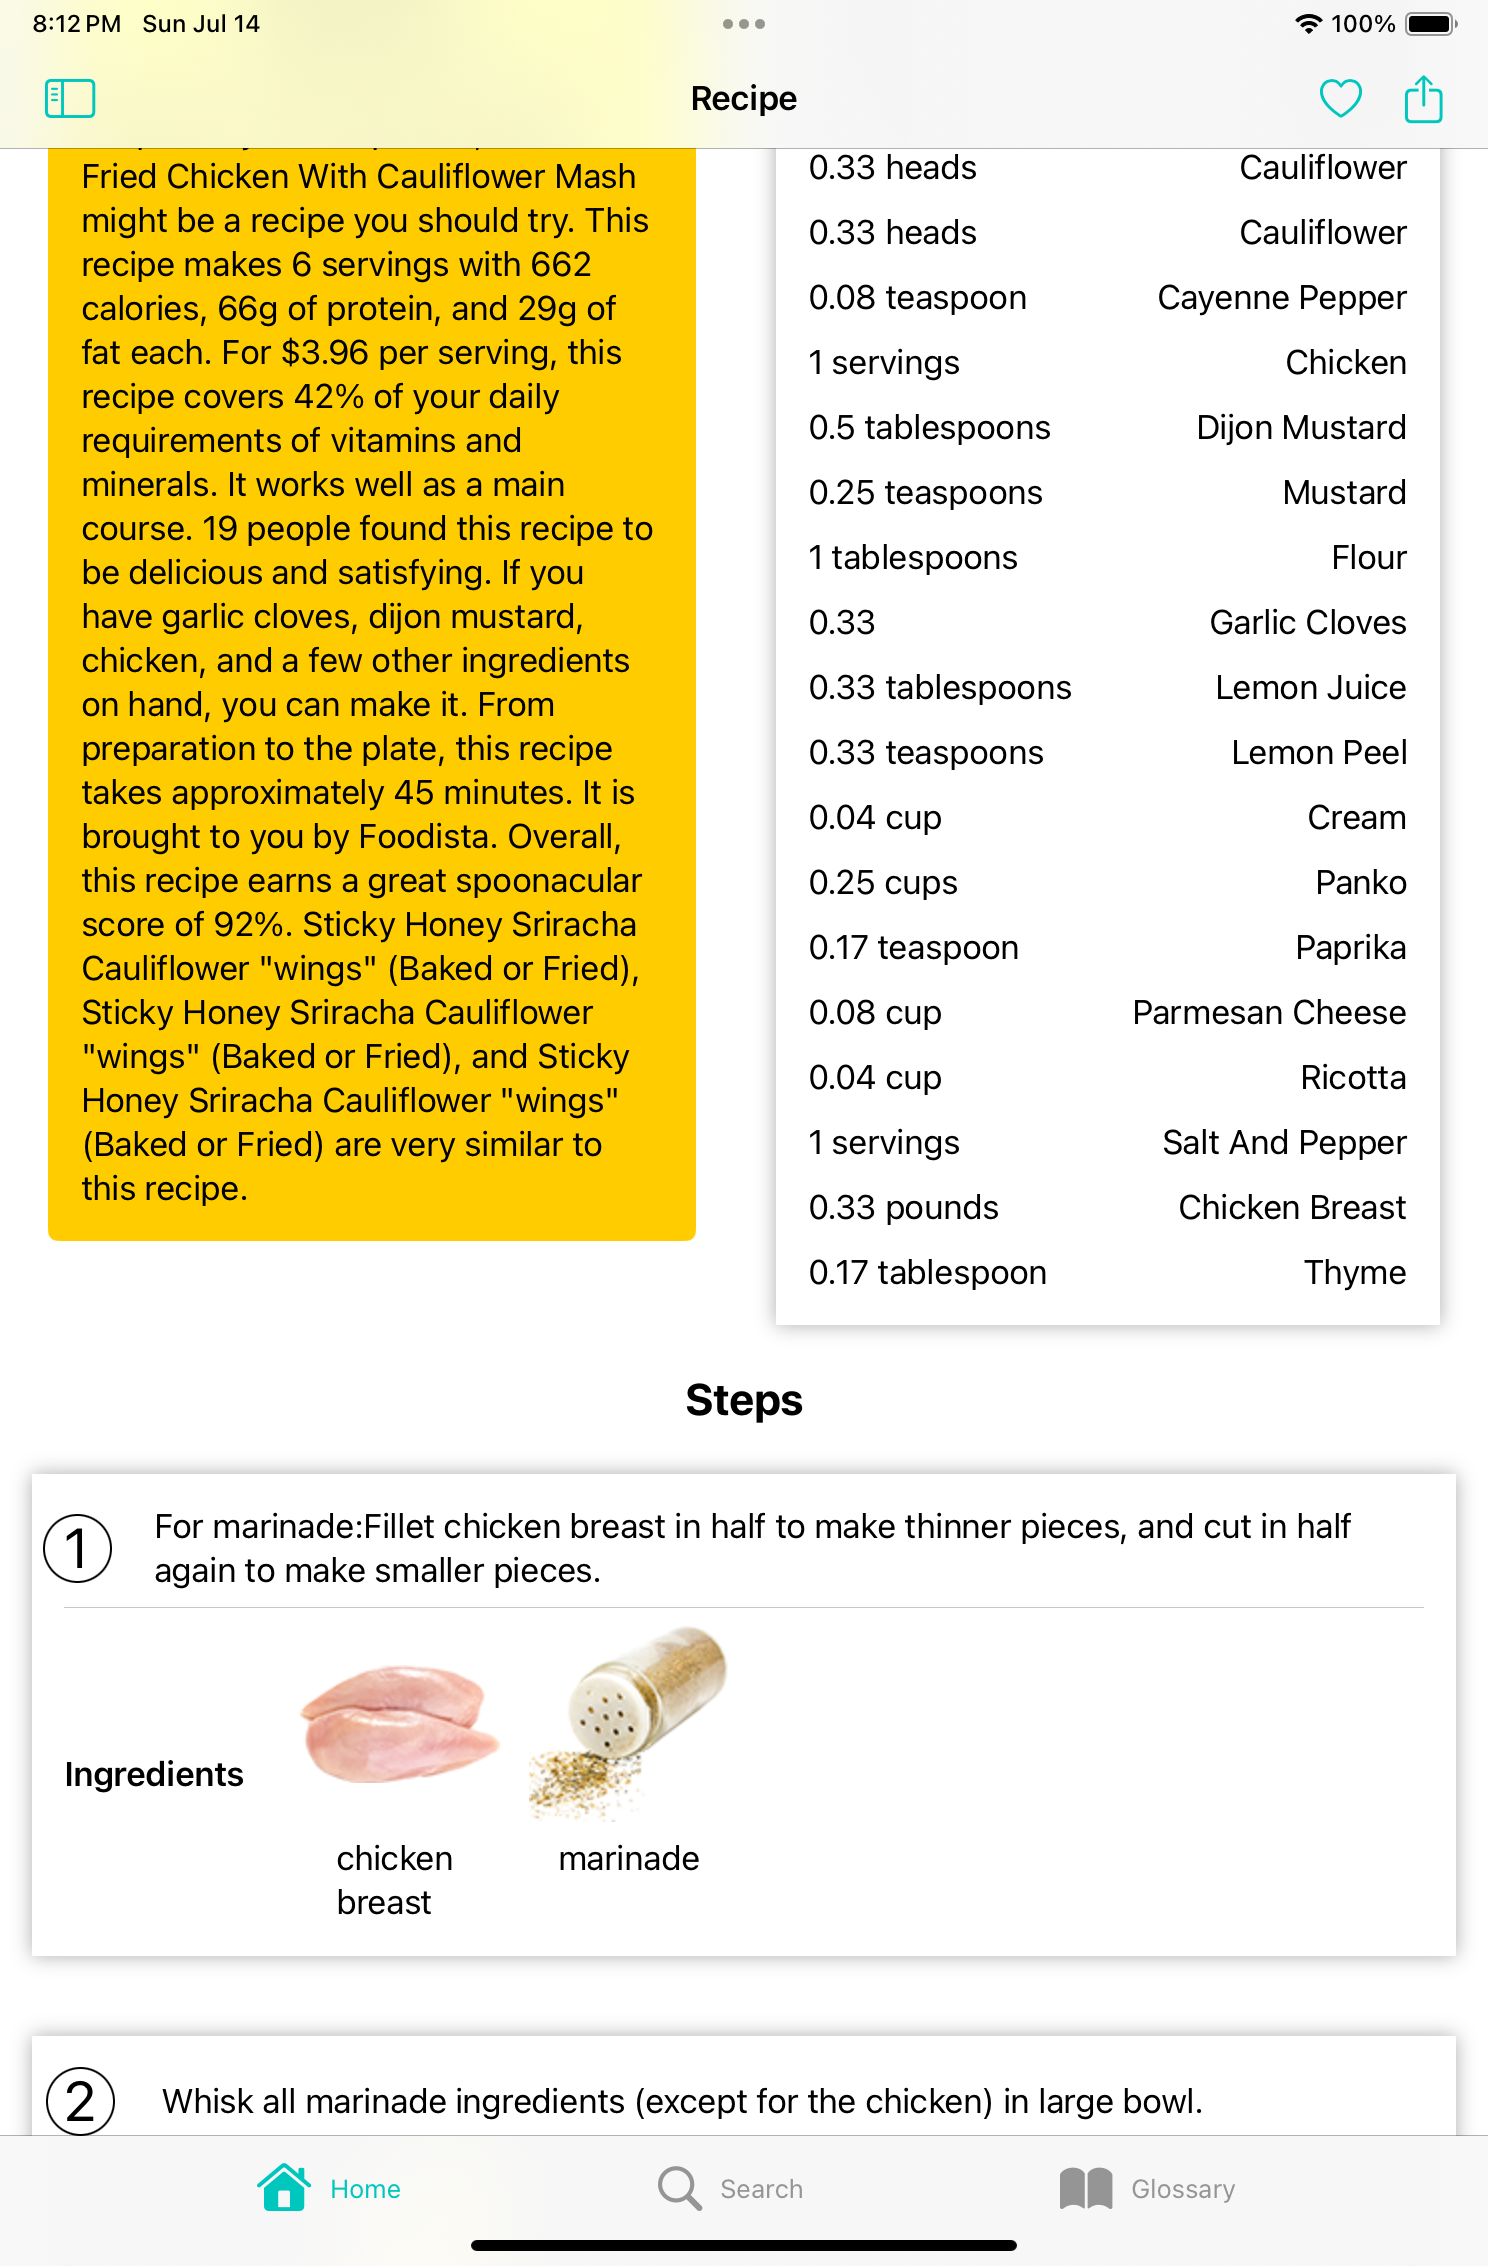 8:12 PM Sun Jul 14
100%
Recipe
Fried Chicken With Cauliflower Mash
might be a recipe you should try. This
recipe makes 6 servings with 662
calories, 66g of protein, and 29g of
fat each. For $3.96 per serving, this
recipe covers 42% of your daily
requirements of vitamins and
minerals. It works well as a main
course. 19 people found this recipe to
be delicious and satisfying. If you
have garlic cloves, dijon mustard,
chicken, and a few other ingredients
on hand, you can make it. From
preparation to the plate, this recipe
takes approximately 45 minutes. It is
brought to you by Foodista. Overall,
this recipe earns a great spoonacular
score of 92%. Sticky Honey Sriracha
Cauliflower "wings" (Baked or Fried),
Sticky Honey Sriracha Cauliflower
"wings" (Baked or Fried), and Sticky
Honey Sriracha Cauliflower "wings"
(Baked or Fried) are very similar to
this recipe.
0.33 heads Cauliflower
0.33 heads Cauliflower
0.08 teaspoon Cayenne Pepper
1 servings Chicken
0.5 tablespoons Dijon Mustard
0.25 teaspoons Mustard
1 tablespoons Flour
0.33 Garlic Cloves
0.33 tablespoons Lemon Juice
0.33 teaspoons Lemon Peel
0.04 cup Cream
0.25 cups Panko
0.17 teaspoon Paprika
0.08 cup Parmesan Cheese
0.04 cup Ricotta
1 servings Salt And Pepper
0.33 pounds Chicken Breast
0.17 tablespoon Thyme
Steps
1 For marinade:Fillet chicken breast in half to make thinner pieces, and cut in half
again to make smaller pieces.
Ingredients
chicken
breast
marinade
2 Whisk all marinade ingredients (except for the chicken) in large bowl.
Home Search Glossary